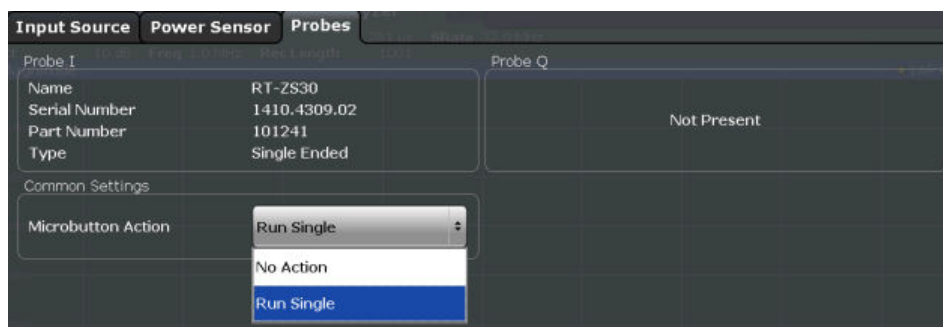 Input Source Power Sensor Probes
Probe I
Name RT-ZS30
Serial Number 1410.4309.02
Part Number 101241
Type Single Ended
Probe Q
Not Present
Common Settings
Microbutton Action Run Single
No Action
Run Single